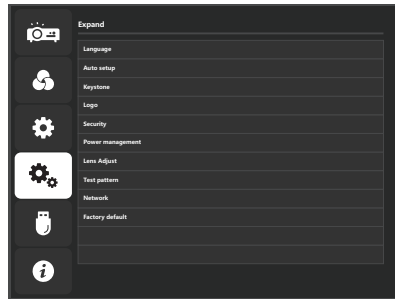 Expand
Language
Auto setup
Keystone
Logo
Security
Power management
Lens Adjust
Test pattern
Network
Factory default